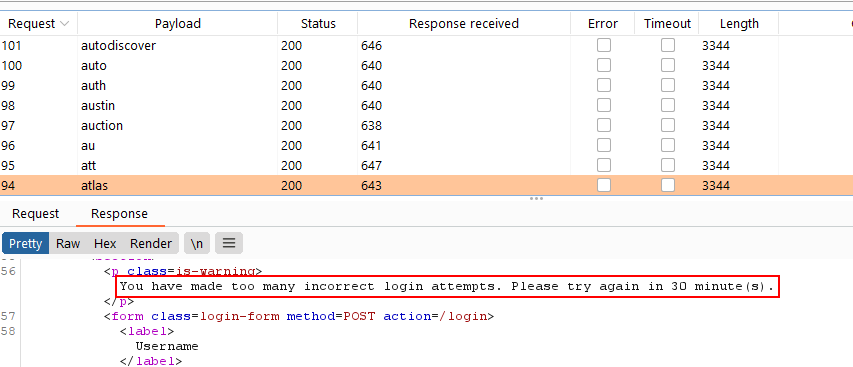 Request Payload Status Response received Error Timeout Length
101 autodiscover 200 646 3344
100 auto 200 640 3344
99 auth 200 640 3344
98 austin 200 640 3344
97 auction 200 638 3344
96 au 200 641 3344
95 att 200 647 3344
94 atlas 200 643 3344
Request Response
Pretty Raw Hex Render \n
56 <p class=is-warning>
You have made too many incorrect login attempts. Please try again in 30 minute(s).
</p>
57 <form class=login-form method=POST action=/login>
58 <label>
Username
</label>